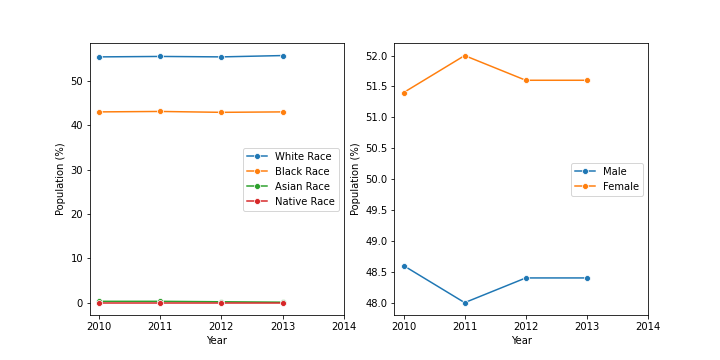 Population (%)
50
40
30
20
10
0
2010 2011 2012 2013 2014
Year
White Race
Black Race
Asian Race
Native Race
Population (%)
52.0
51.5
51.0
50.5
50.0
49.5
49.0
48.5
48.0
2010 2011 2012 2013 2014
Year
Male
Female